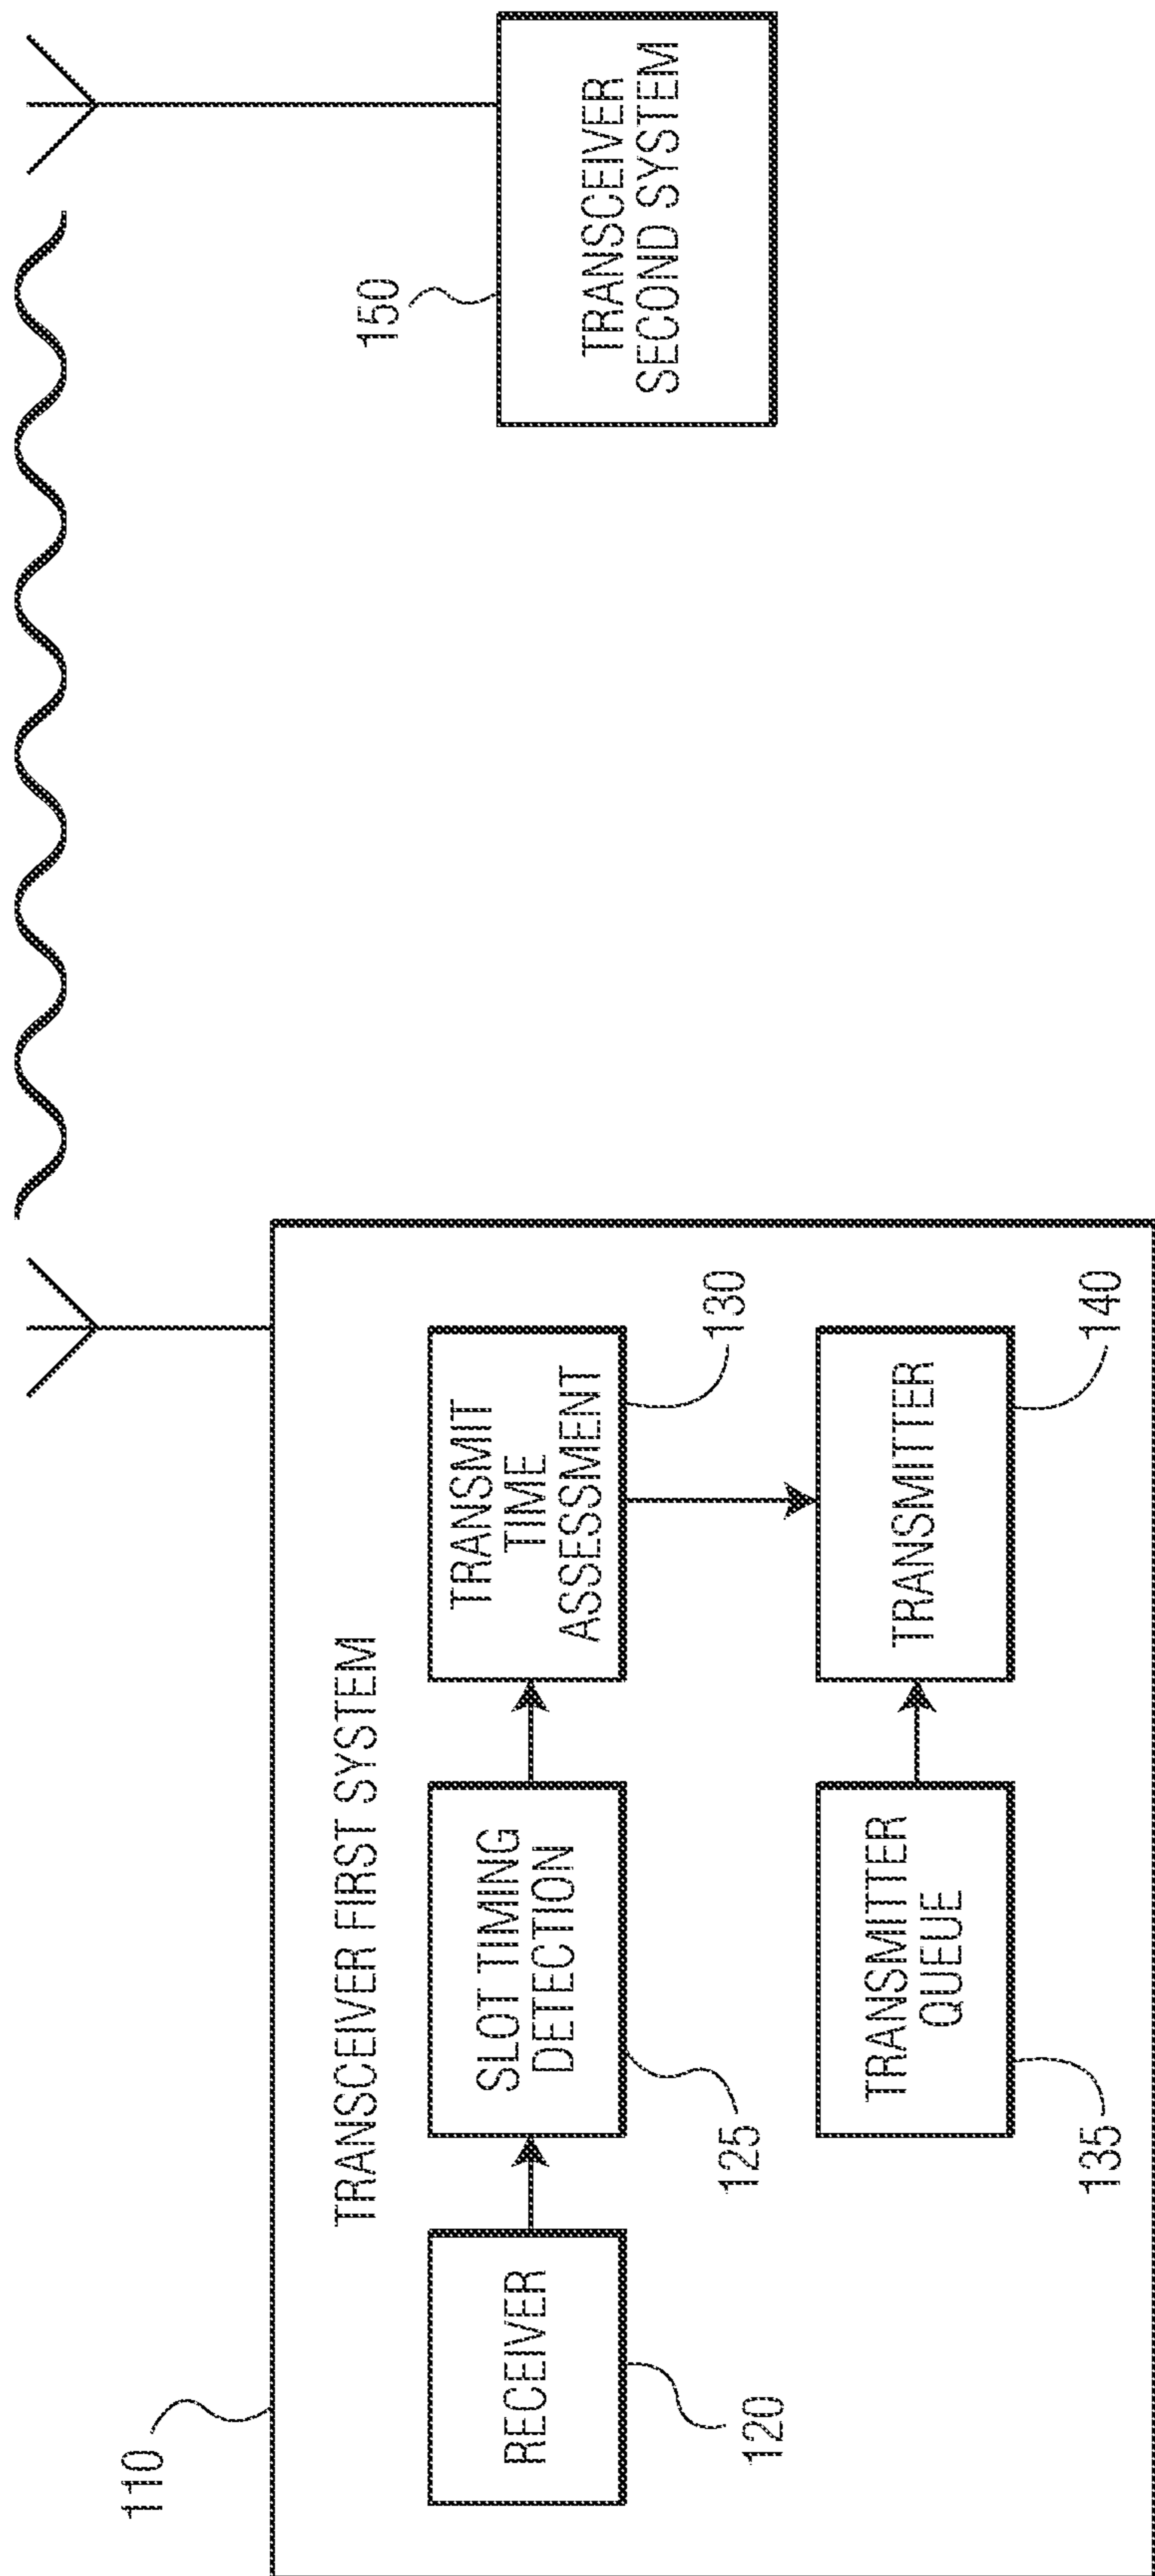 110
TRANSCEIVER FIRST SYSTEM
RECEIVER
120
SLOT TIMING
DETECTION
125
TRANSMIT
TIME
ASSESSMENT
130
TRANSMITTER
QUEUE
135
TRANSMITTER
140
150
TRANSCEIVER
SECOND SYSTEM